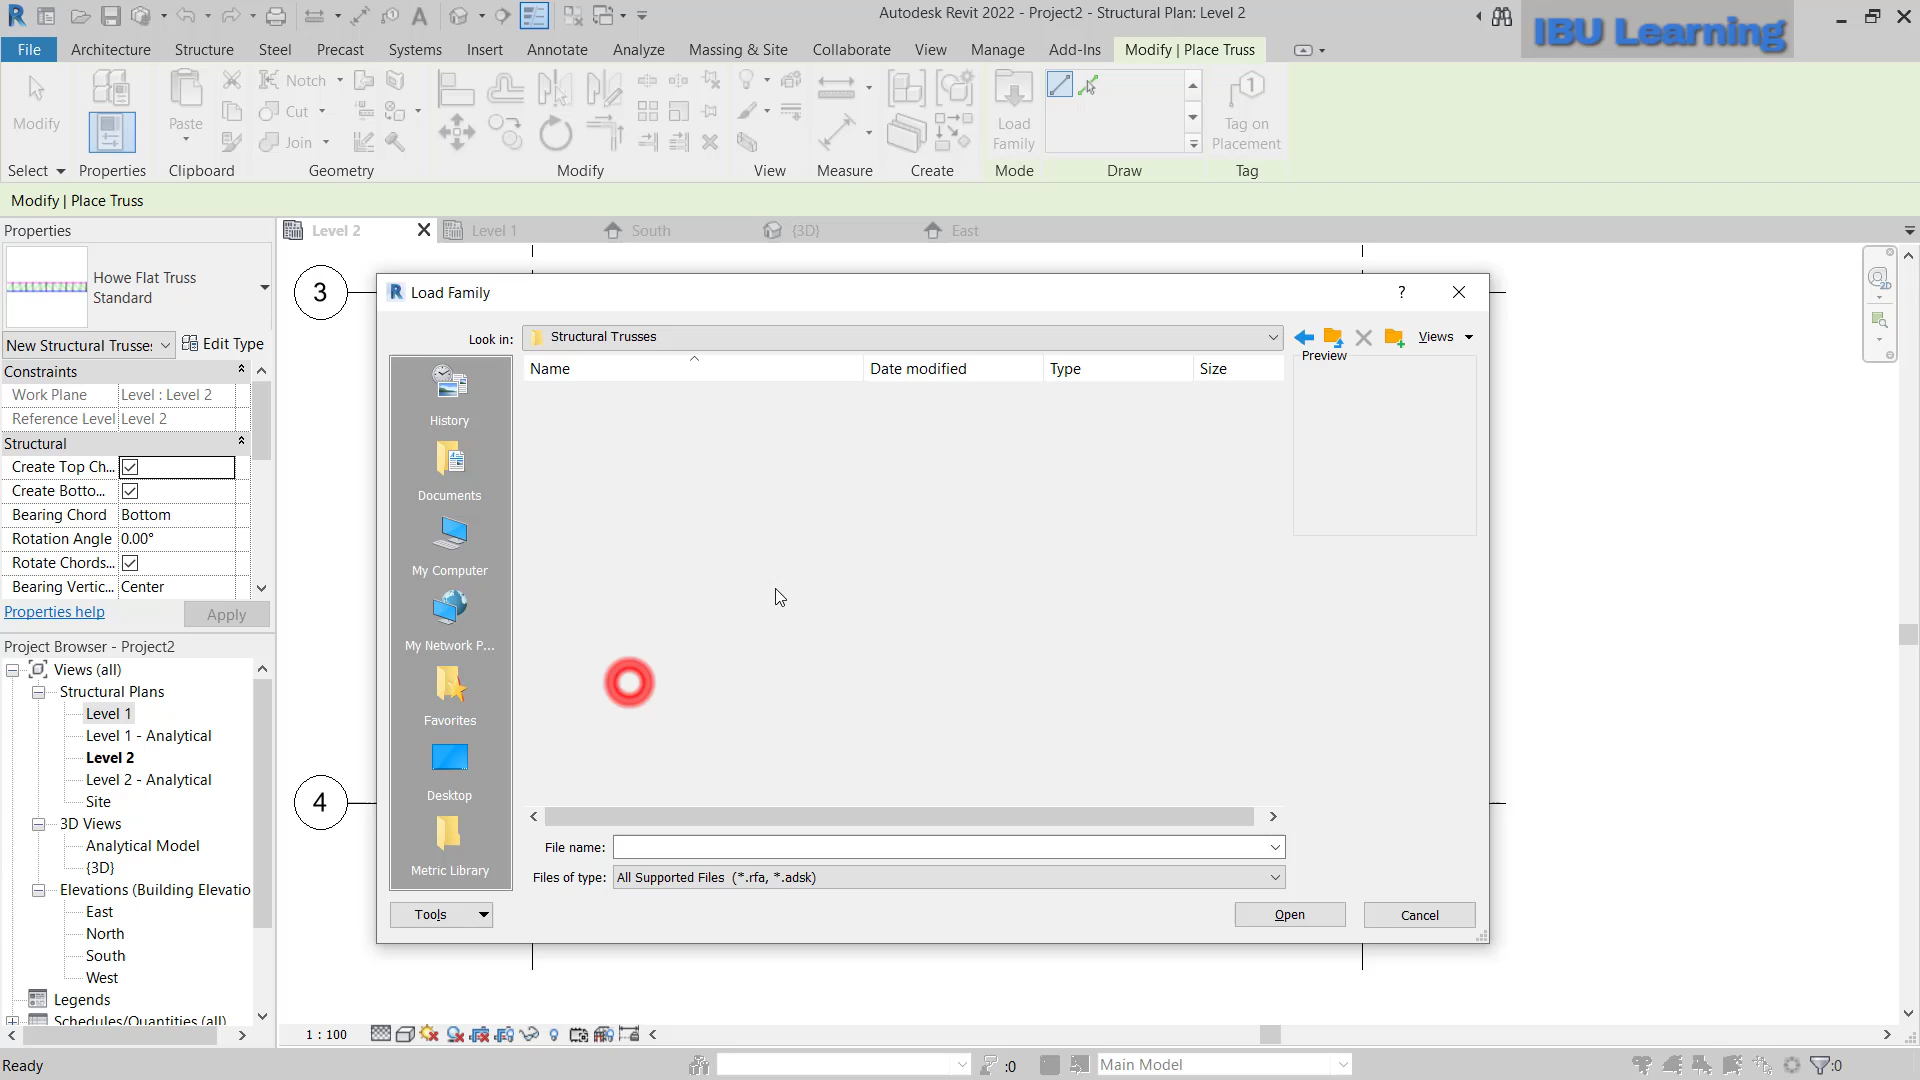 Autodesk Revit 2022 - Project2 - Structural Plan: Level 2
IBU Learning
File Architecture Structure Steel Precast Systems Insert Annotate Analyze Massing & Site Collaborate View Manage Add-Ins Modify | Place Truss
Modify
Paste
Notch
Cut
Join
Load
Family
Tag on
Placement
Select Properties Clipboard Geometry Modify View Measure Create Mode Draw Tag
Modify | Place Truss
Properties
Level 2 Level 1 South {3D} East
Howe Flat Truss
Standard
New Structural Trusses Edit Type
Constraints
Work Plane Level : Level 2
Reference Level Level 2
Structural
Create Top Ch...
Create Botto...
Bearing Chord Bottom
Rotation Angle 0.00°
Rotate Chords...
Bearing Vertic... Center
Properties help Apply
Project Browser - Project2
Views (all)
Structural Plans
Level 1
Level 1 - Analytical
Level 2
Level 2 - Analytical
Site
3D Views
Analytical Model
{3D}
Elevations (Building Elevatio
East
North
South
West
Legends
Schedules/Quantities (all)
3
4
Load Family ?
Look in: Structural Trusses Views
Name Date modified Type Size
Preview
History
Documents
My Computer
My Network P...
Favorites
Desktop
Metric Library
File name:
Files of type: All Supported Files (*.rfa, *.adsk)
Tools Open Cancel
1 : 100
Ready :0 Main Model :0